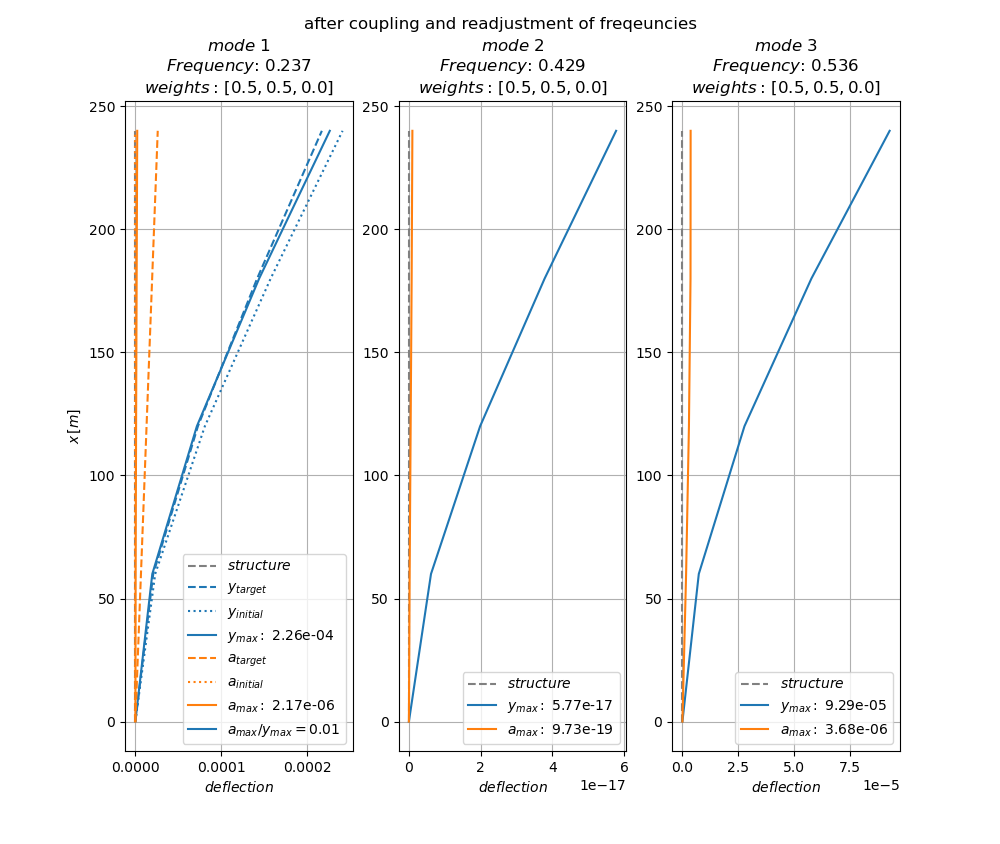 after coupling and readjustment of freqeuncies
mode 1
Frequency: 0.237
weights: [0.5, 0.5, 0.0]
mode 2
Frequency: 0.429
weights: [0.5, 0.5, 0.0]
mode 3
Frequency: 0.536
weights: [0.5, 0.5, 0.0]
x [m]
250
200
150
100
50
0
structure
y_target
y_initial
y_max: 2.26e-04
a_target
a_initial
a_max: 2.17e-06
a_max/y_max = 0.01
0.0000 0.0001 0.0002
deflection
250
200
150
100
50
0
structure
y_max: 5.77e-17
a_max: 9.73e-19
0 2 4 6
deflection
1e−17
250
200
150
100
50
0
structure
y_max: 9.29e-05
a_max: 3.68e-06
0.0 2.5 5.0 7.5
deflection
1e−5